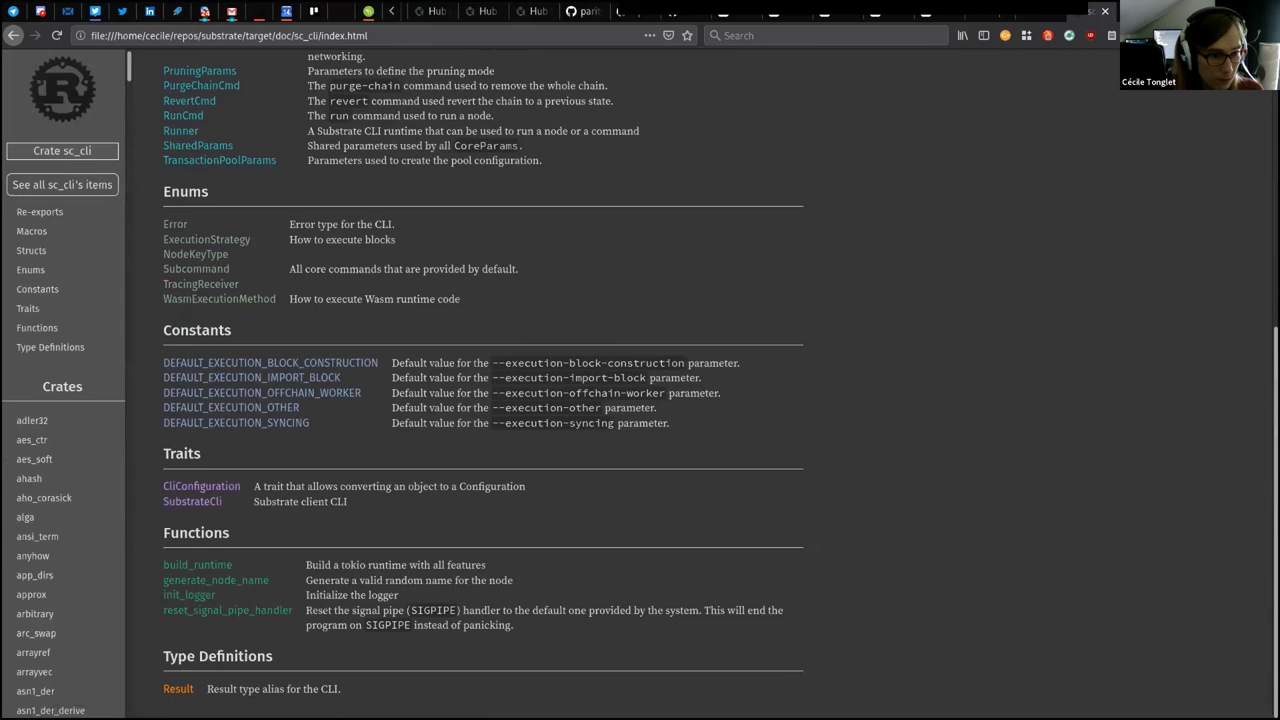 Hub
Hub
Hub
parit
file:///home/cecile/repos/substrate/target/doc/sc_cli/index.html
Search
Cécile Tonglet
Crate sc_cli
See all sc_cli's items
Re-exports
Macros
Structs
Enums
Constants
Traits
Functions
Type Definitions
Crates
adler32
aes_ctr
aes_soft
ahash
aho_corasick
alga
ansi_term
anyhow
app_dirs
approx
arbitrary
arc_swap
arrayref
arrayvec
asn1_der
asn1_der_derive
networking.
PruningParams Parameters to define the pruning mode
PurgeChainCmd The purge-chain command used to remove the whole chain.
RevertCmd The revert command used revert the chain to a previous state.
RunCmd The run command used to run a node.
Runner A Substrate CLI runtime that can be used to run a node or a command
SharedParams Shared parameters used by all CoreParams.
TransactionPoolParams Parameters used to create the pool configuration.
Enums
Error Error type for the CLI.
ExecutionStrategy How to execute blocks
NodeKeyType
Subcommand All core commands that are provided by default.
TracingReceiver
WasmExecutionMethod How to execute Wasm runtime code
Constants
DEFAULT_EXECUTION_BLOCK_CONSTRUCTION Default value for the --execution-block-construction parameter.
DEFAULT_EXECUTION_IMPORT_BLOCK Default value for the --execution-import-block parameter.
DEFAULT_EXECUTION_OFFCHAIN_WORKER Default value for the --execution-offchain-worker parameter.
DEFAULT_EXECUTION_OTHER Default value for the --execution-other parameter.
DEFAULT_EXECUTION_SYNCING Default value for the --execution-syncing parameter.
Traits
CliConfiguration A trait that allows converting an object to a Configuration
SubstrateCli Substrate client CLI
Functions
build_runtime Build a tokio runtime with all features
generate_node_name Generate a valid random name for the node
init_logger Initialize the logger
reset_signal_pipe_handler Reset the signal pipe (SIGPIPE) handler to the default one provided by the system. This will end the
program on SIGPIPE instead of panicking.
Type Definitions
Result Result type alias for the CLI.